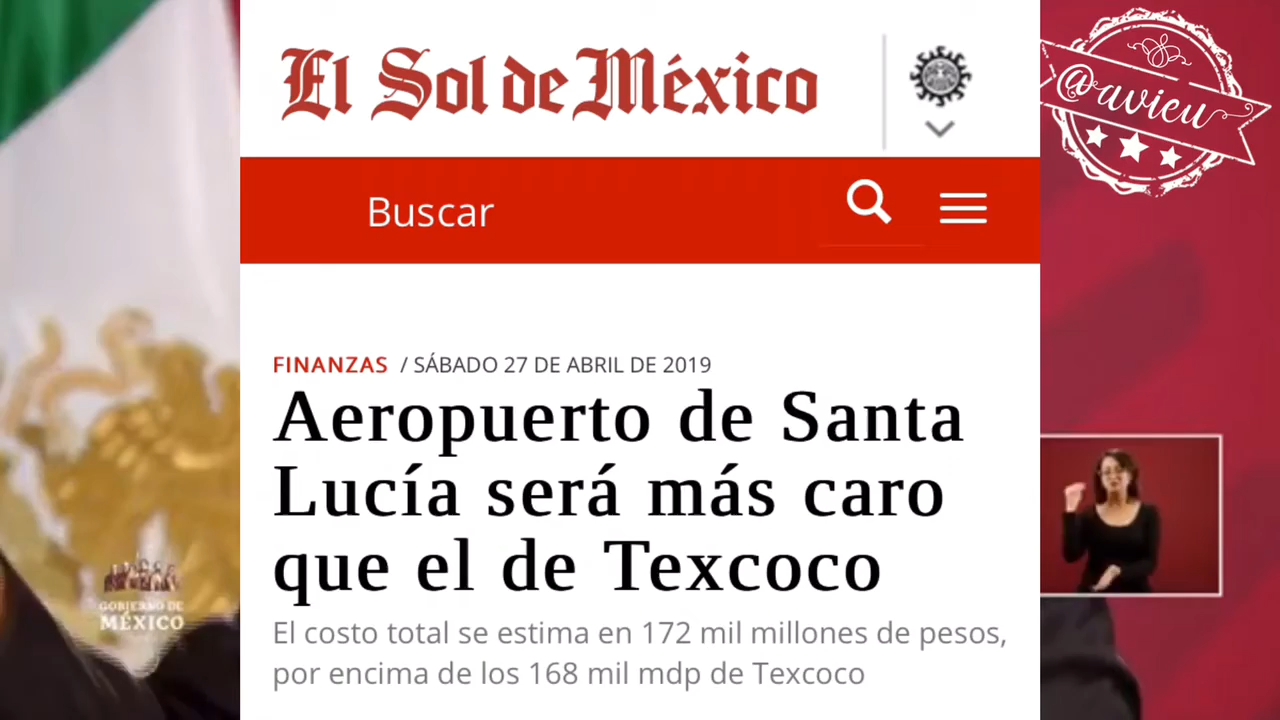 El Sol de México
@avicu
Buscar
FINANZAS / SÁBADO 27 DE ABRIL DE 2019
Aeropuerto de Santa
Lucía será más caro
que el de Texcoco
El costo total se estima en 172 mil millones de pesos,
por encima de los 168 mil mdp de Texcoco
GOBIERNO DE
MÉXICO